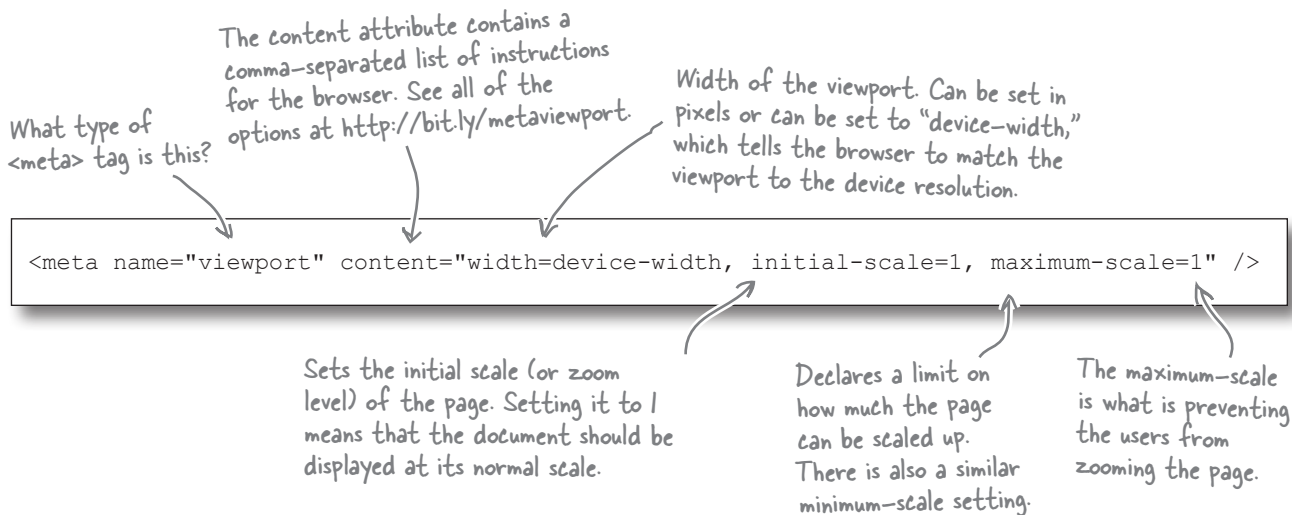 The content attribute contains a
comma-separated list of instructions
for the browser. See all of the
options at http://bit.ly/metaviewport.
What type of
<meta> tag is this?
Width of the viewport. Can be set in
pixels or can be set to “device-width,”
which tells the browser to match the
viewport to the device resolution.
<meta name="viewport" content="width=device-width, initial-scale=1, maximum-scale=1" />
Sets the initial scale (or zoom
level) of the page. Setting it to 1
means that the document should be
displayed at its normal scale.
Declares a limit on
how much the page
can be scaled up.
There is also a similar
minimum-scale setting.
The maximum-scale
is what is preventing
the users from
zooming the page.